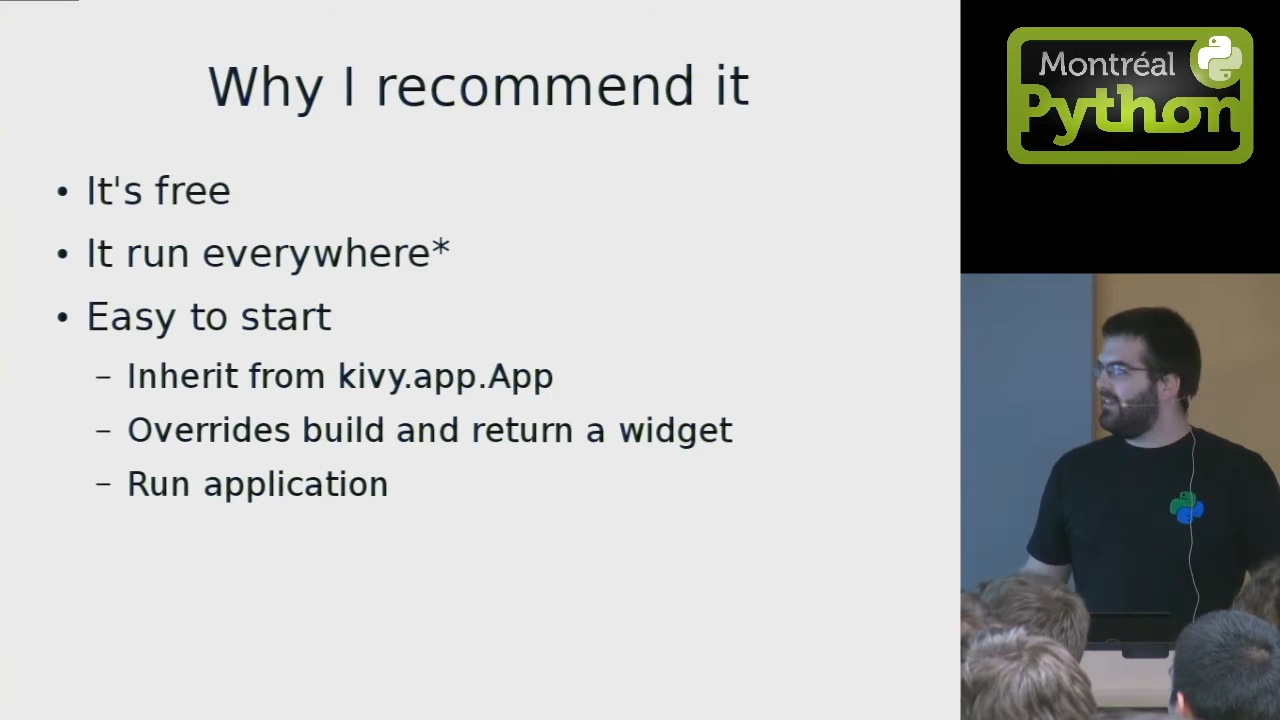 Why I recommend it
• It's free
• It run everywhere*
• Easy to start
– Inherit from kivy.app.App
– Overrides build and return a widget
– Run application
Montréal
Python